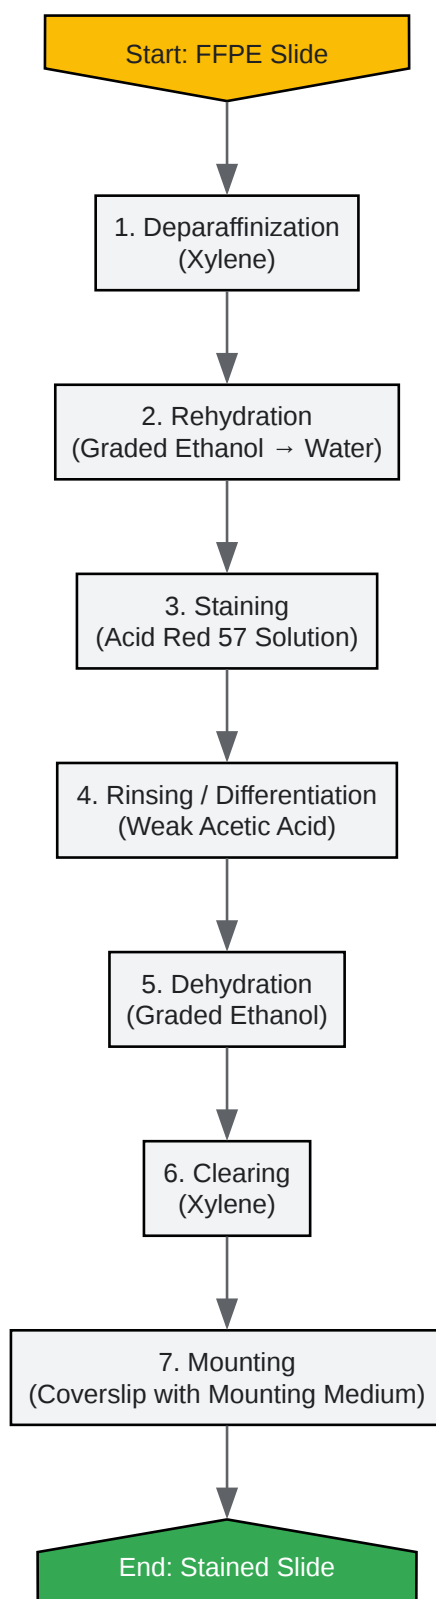 Start: FFPE Slide
1. Deparaffinization
(Xylene)
2. Rehydration
(Graded Ethanol → Water)
3. Staining
(Acid Red 57 Solution)
4. Rinsing / Differentiation
(Weak Acetic Acid)
5. Dehydration
(Graded Ethanol)
6. Clearing
(Xylene)
7. Mounting
(Coverslip with Mounting Medium)
End: Stained Slide